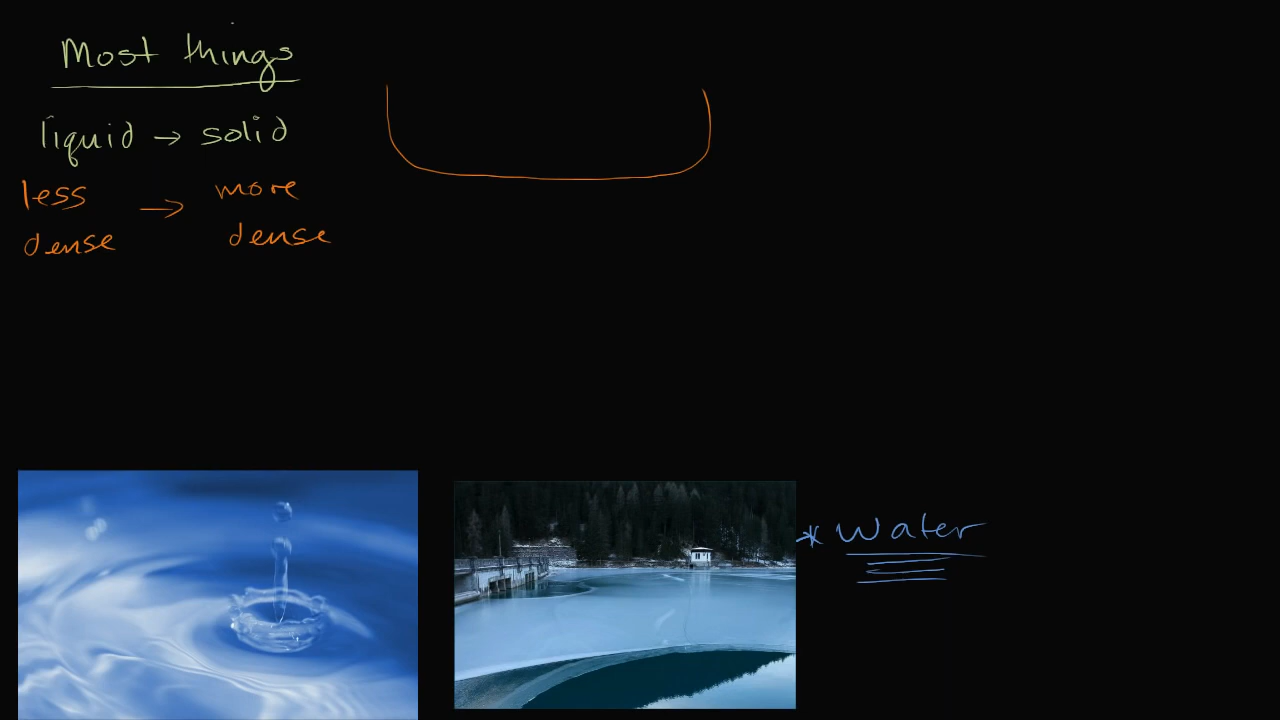 Most things
liquid → solid
less → more
dense dense
* Water